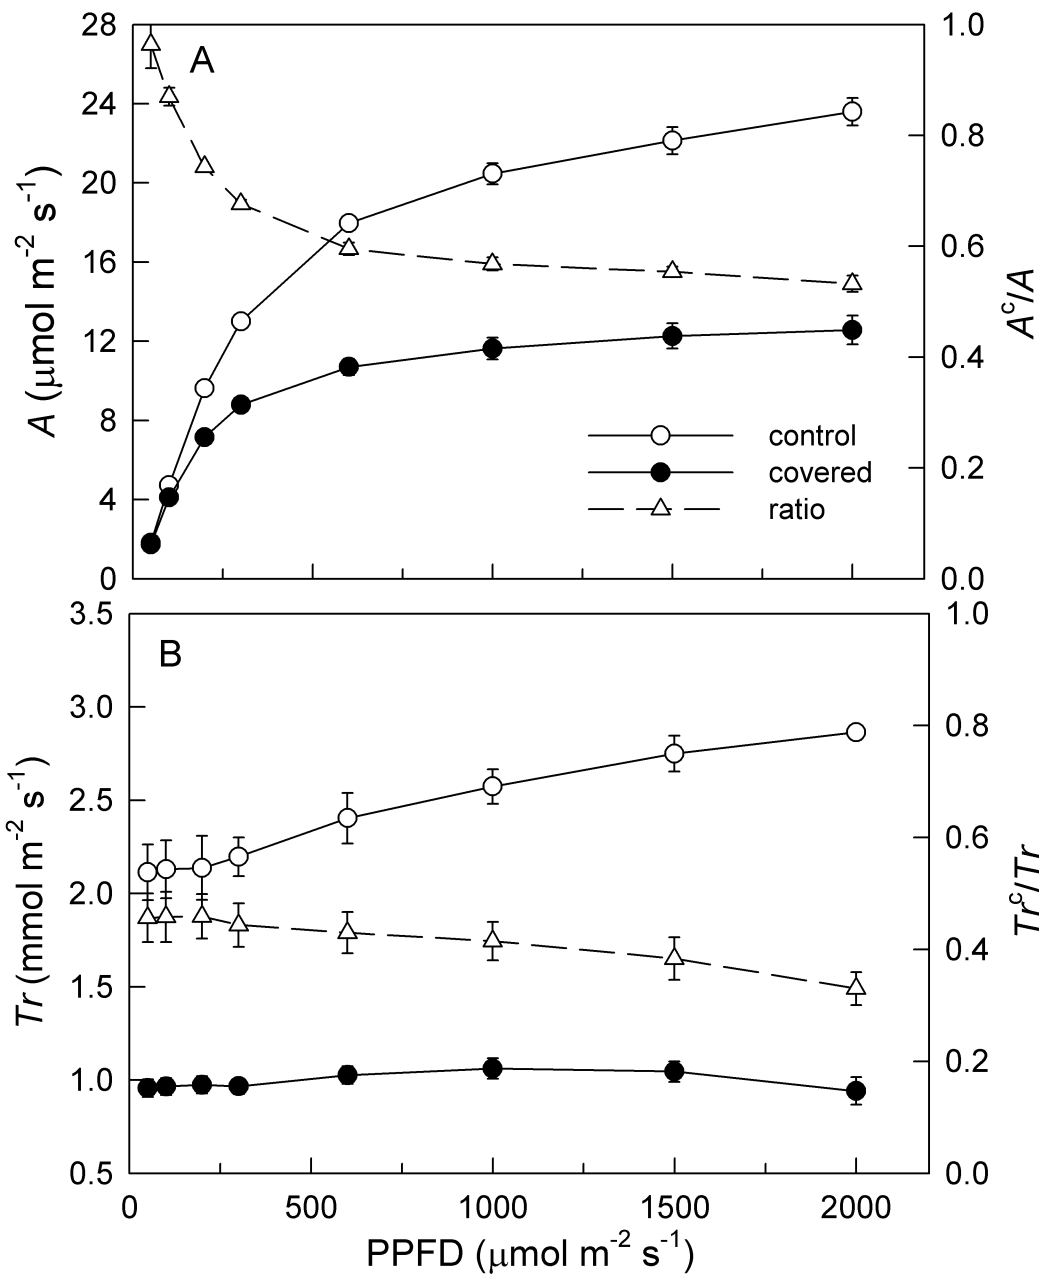 28
24
20
16
12
8
4
0
A (μmol m⁻² s⁻¹)
A
1.0
0.8
0.6
0.4
0.2
0.0
Aᶜ/A
control
covered
ratio
3.5
3.0
2.5
2.0
1.5
1.0
0.5
Tr (mmol m⁻² s⁻¹)
B
1.0
0.8
0.6
0.4
0.2
0.0
Trᶜ/Tr
0 500 1000 1500 2000
PPFD (μmol m⁻² s⁻¹)